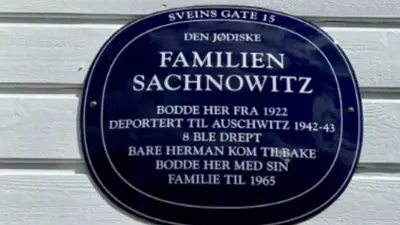 SVEINS GATE 15
DEN JØDISKE
FAMILIEN
SACHNOWITZ
BODDE HER FRA 1922
DEPORTERT TIL AUSCHWITZ 1942-43
8 BLE DREPT
BARE HERMAN KOM TILBAKE
BODDE HER MED SIN
FAMILIE TIL 1965